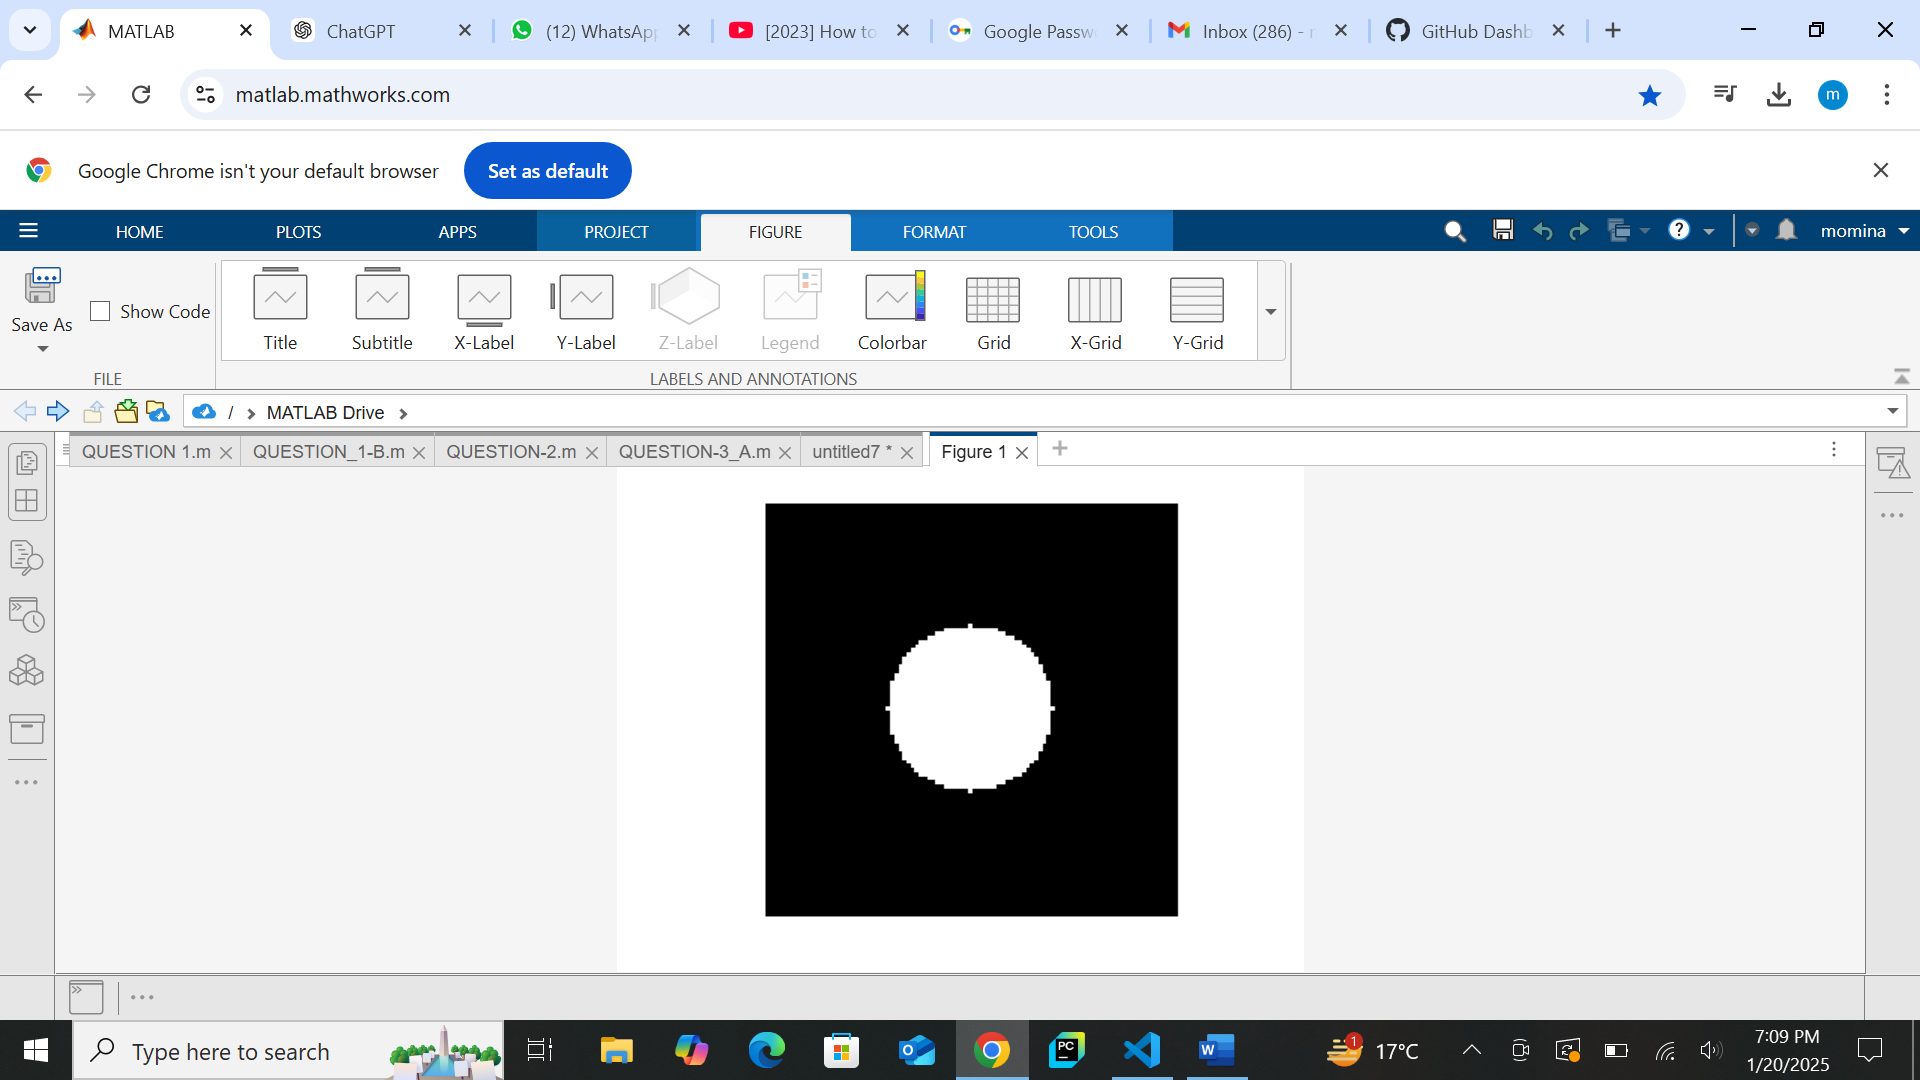 MATLAB
ChatGPT
(12) WhatsApp
[2023] How to
Google Passw
Inbox (286) -
GitHub Dashb
matlab.mathworks.com
m
Google Chrome isn't your default browser
Set as default
HOME
PLOTS
APPS
PROJECT
FIGURE
FORMAT
TOOLS
momina
Save As
Show Code
Title
Subtitle
X-Label
Y-Label
Z-Label
Legend
Colorbar
Grid
X-Grid
Y-Grid
FILE
LABELS AND ANNOTATIONS
/
MATLAB Drive
QUESTION 1.m
QUESTION_1-B.m
QUESTION-2.m
QUESTION-3_A.m
untitled7 *
Figure 1
Type here to search
PC
1
17°C
7:09 PM
1/20/2025